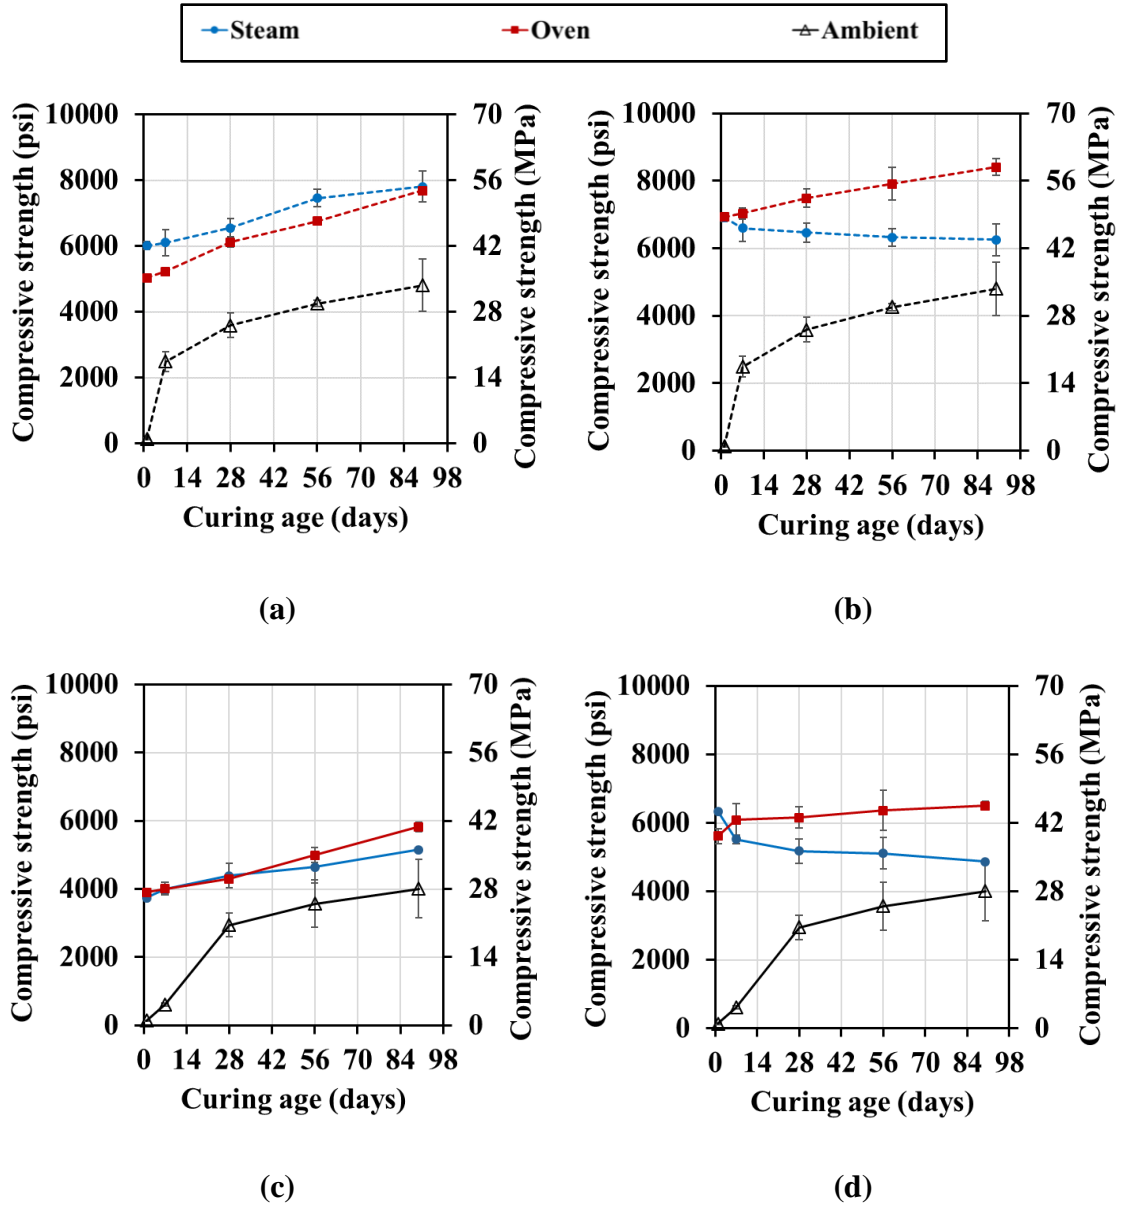 Steam Oven Ambient
10000
8000
6000
4000
2000
0
70
56
42
28
14
0
0 14 28 42 56 70 84 98
Compressive strength (psi)
Compressive strength (MPa)
Curing age (days)
(a)
10000
8000
6000
4000
2000
0
70
56
42
28
14
0
0 14 28 42 56 70 84 98
Compressive strength (psi)
Compressive strength (MPa)
Curing age (days)
(b)
10000
8000
6000
4000
2000
0
70
56
42
28
14
0
0 14 28 42 56 70 84 98
Compressive strength (psi)
Compressive strength (MPa)
Curing age (days)
(c)
10000
8000
6000
4000
2000
0
70
56
42
28
14
0
0 14 28 42 56 70 84 98
Compressive strength (psi)
Compressive strength (MPa)
Curing age (days)
(d)